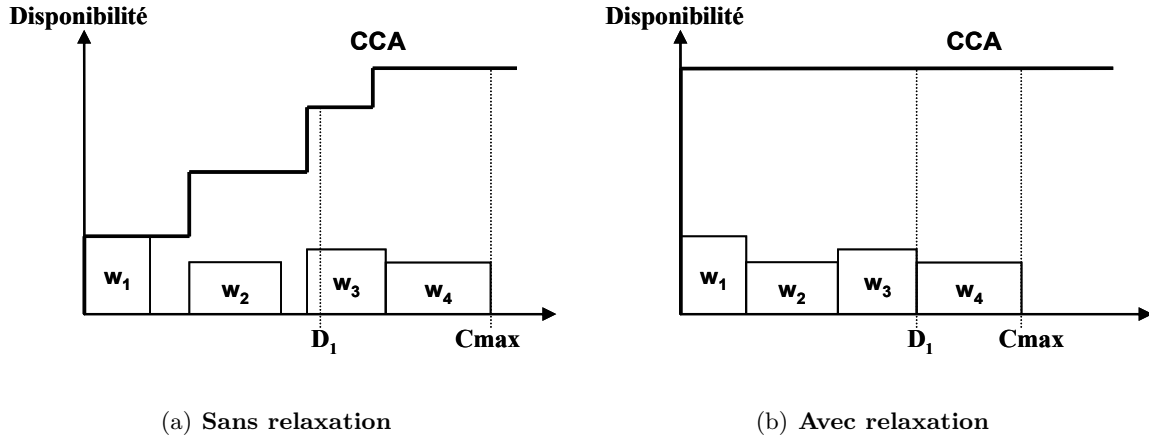 Disponibilité
CCA
w1
w2
w3
w4
D1
Cmax
(a) Sans relaxation
Disponibilité
CCA
w1
w2
w3
w4
D1
Cmax
(b) Avec relaxation